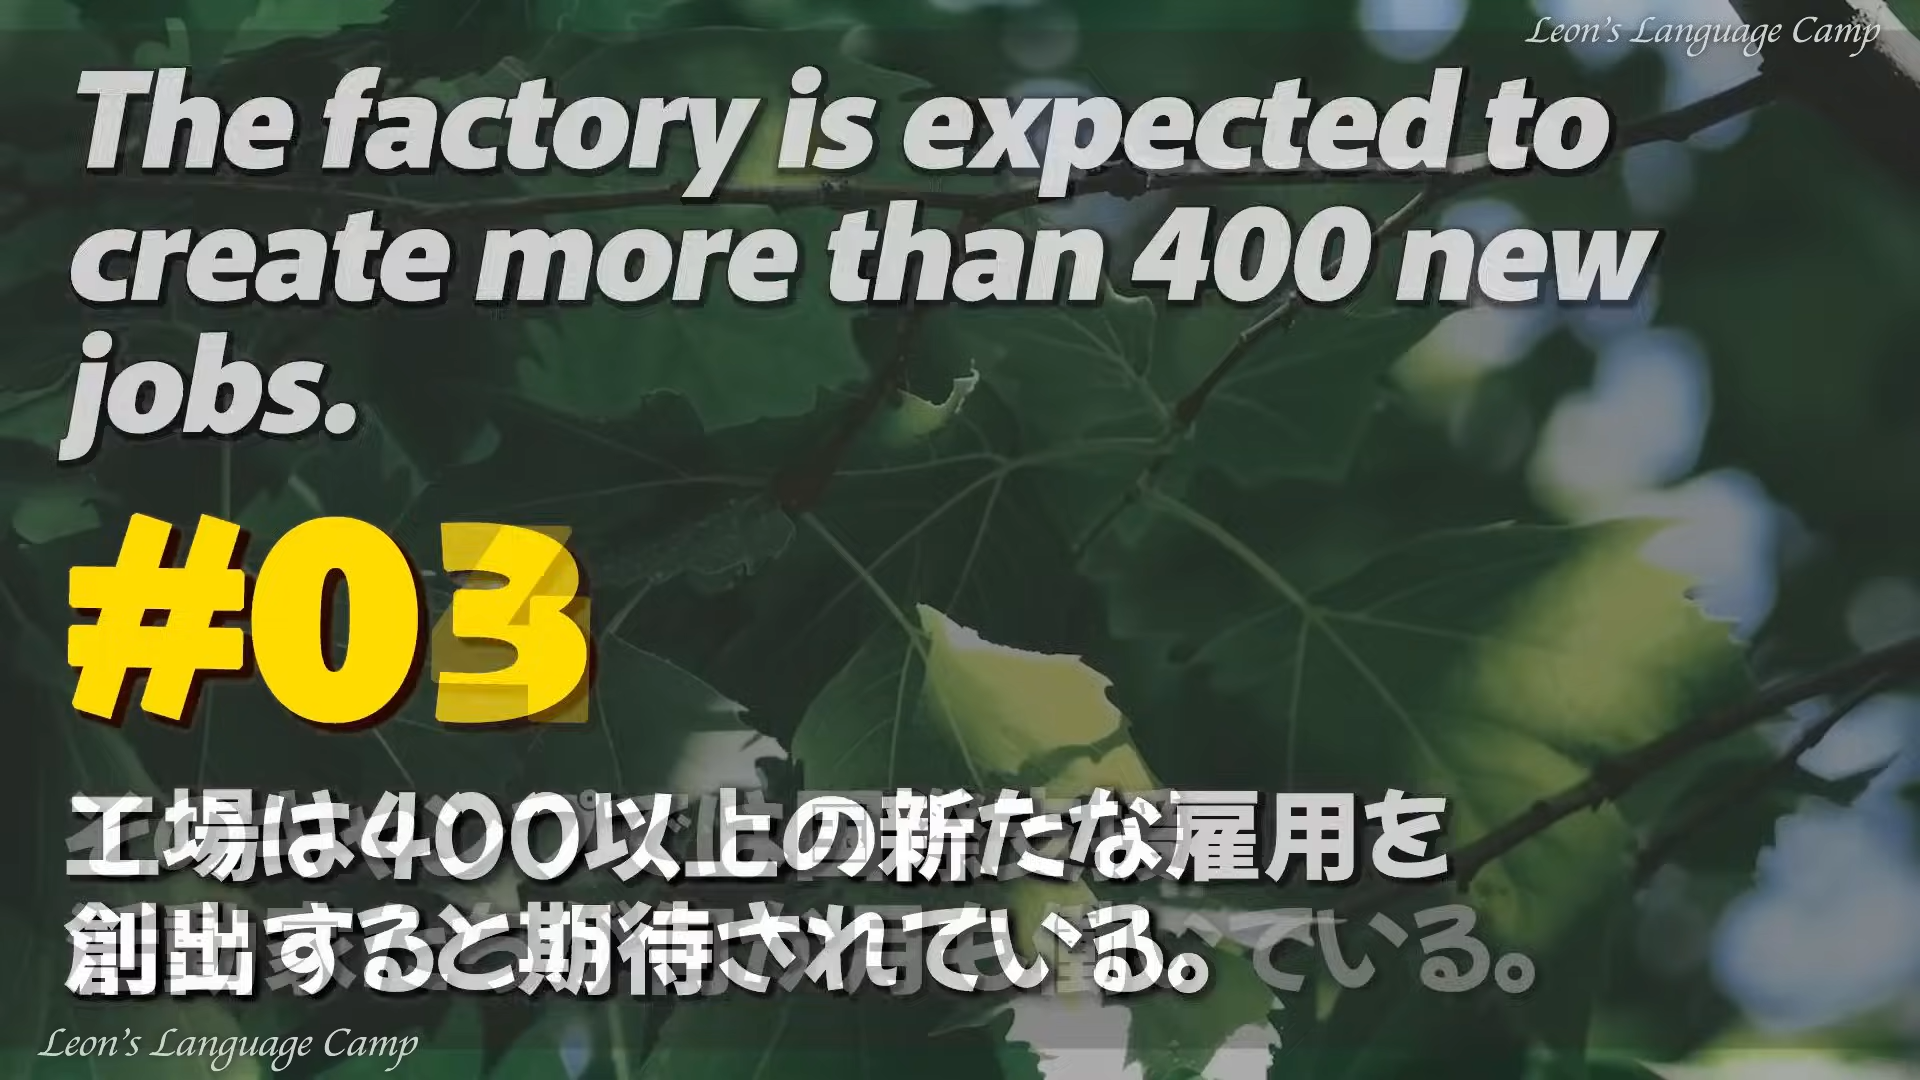 Leon's Language Camp
The factory is expected to
create more than 400 new
jobs.
#03
工場は400以上の新たな雇用を
創出すると期待されている。
Leon's Language Camp